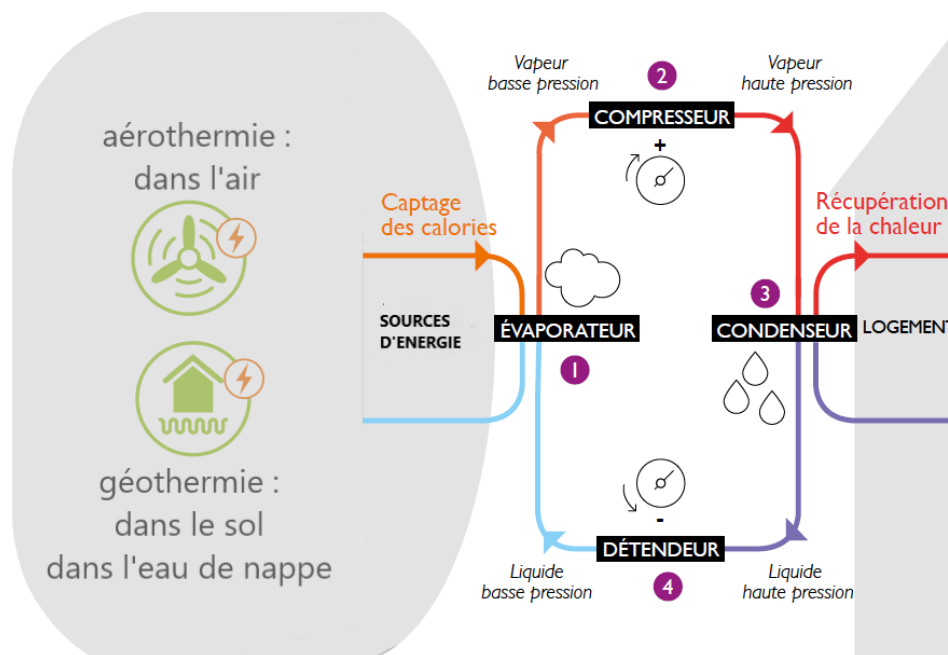 aérothermie :
dans l'air
géothermie :
dans le sol
dans l'eau de nappe
Captage
des calories
SOURCES
D'ENERGIE
ÉVAPORATEUR
1
Vapeur
basse pression
2
COMPRESSEUR
+
Vapeur
haute pression
Récupération
de la chaleur
3
CONDENSEUR
LOGEMENT
-
DÉTENDEUR
4
Liquide
basse pression
Liquide
haute pression